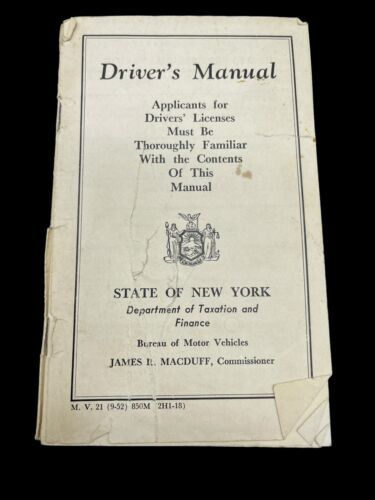 Driver's Manual
Applicants for
Drivers' Licenses
Must Be
Thoroughly Familiar
With the Contents
Of This
Manual
STATE OF NEW YORK
Department of Taxation and
Finance
Bureau of Motor Vehicles
JAMES R. MACDUFF, Commissioner
M. V. 21 (9-52) 850M (2H1-18)